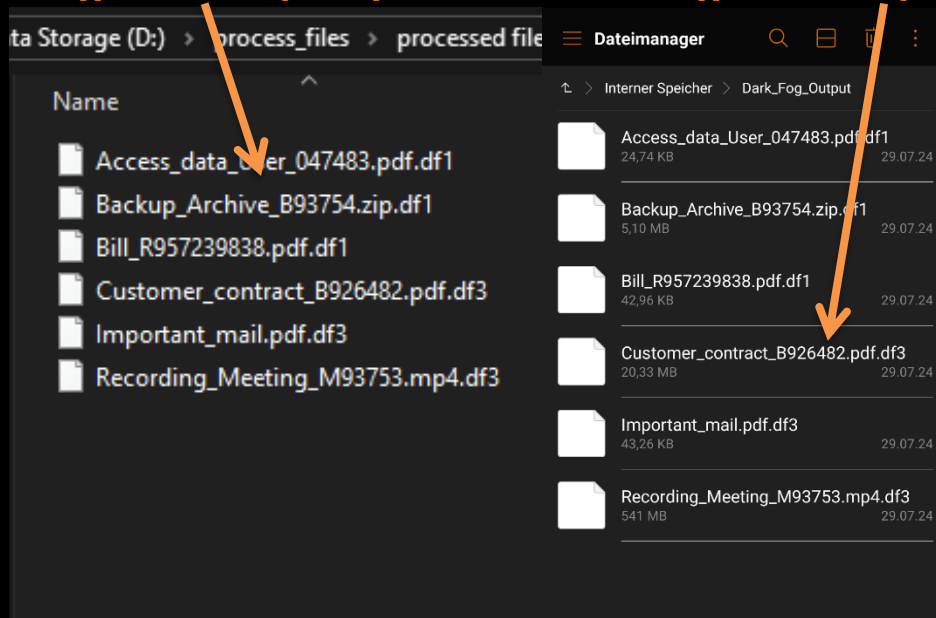 ta Storage (D:) > process_files > processed file
Name
Access_data_User_047483.pdf.df1
Backup_Archive_B93754.zip.df1
Bill_R957239838.pdf.df1
Customer_contract_B926482.pdf.df3
Important_mail.pdf.df3
Recording_Meeting_M93753.mp4.df3
Dateimanager
> Interner Speicher > Dark_Fog_Output
Access_data_User_047483.pdf.df1
24,74 KB 29.07.24
Backup_Archive_B93754.zip.df1
5,10 MB 29.07.24
Bill_R957239838.pdf.df1
42,96 KB 29.07.24
Customer_contract_B926482.pdf.df3
20,33 MB 29.07.24
Important_mail.pdf.df3
43,26 KB 29.07.24
Recording_Meeting_M93753.mp4.df3
541 MB 29.07.24